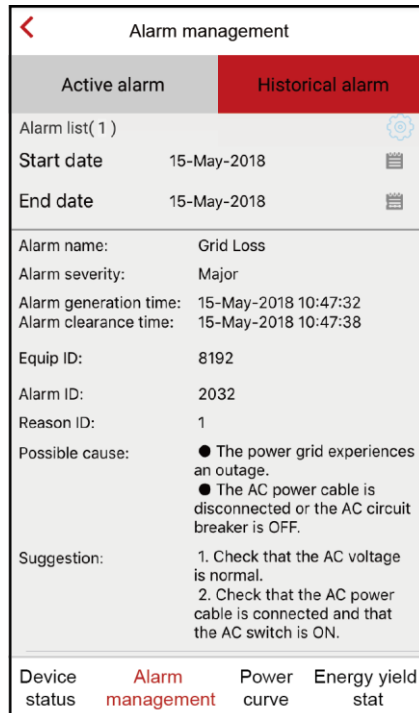 Alarm management
Active alarm Historical alarm
Alarm list( 1 )
Start date 15-May-2018
End date 15-May-2018
Alarm name: Grid Loss
Alarm severity: Major
Alarm generation time: 15-May-2018 10:47:32
Alarm clearance time: 15-May-2018 10:47:38
Equip ID: 8192
Alarm ID: 2032
Reason ID: 1
Possible cause: ● The power grid experiences
an outage.
● The AC power cable is
disconnected or the AC circuit
breaker is OFF.
Suggestion: 1. Check that the AC voltage
is normal.
2. Check that the AC power
cable is connected and that
the AC switch is ON.
Device status
Alarm management
Power curve
Energy yield stat